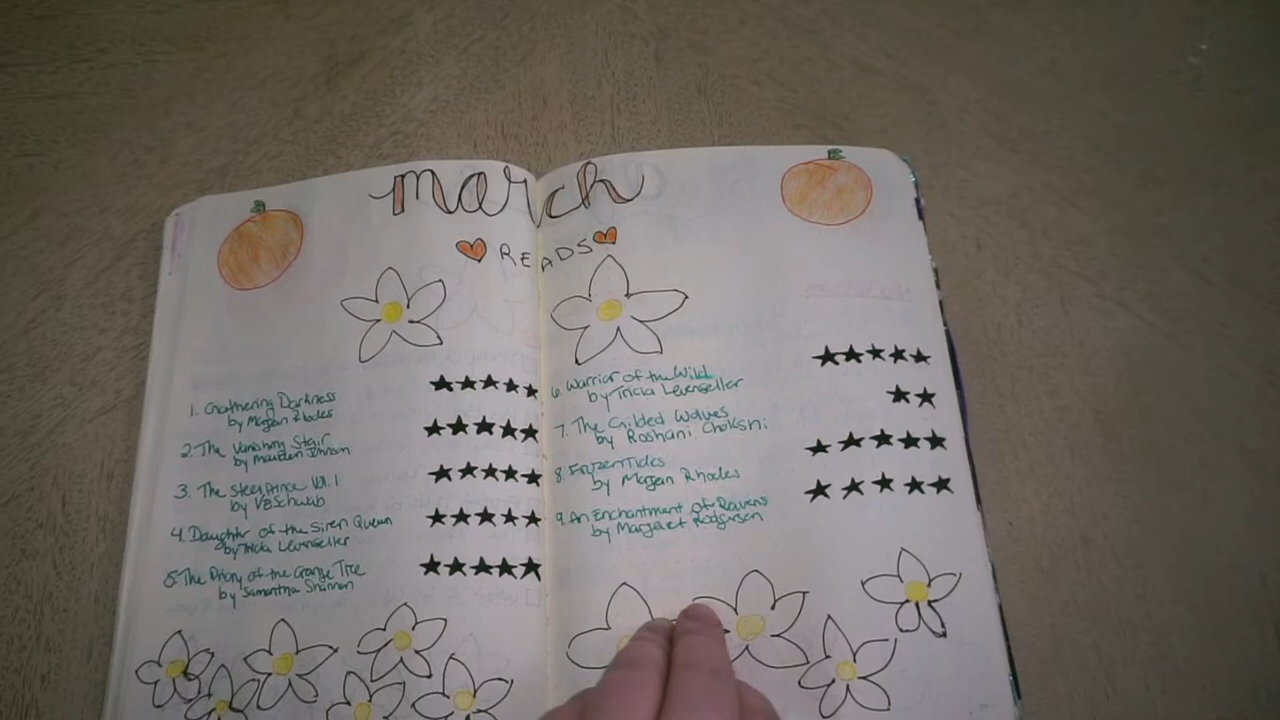 march
READS
1. Gathering Darkness
by Morgan Rhodes
2. The Vanishing Stair
by Maureen Johnson
3. The Steel Prince Vol. 1
by VE Schwab
4. Daughter of the Siren Queen
by Tricia Levenseller
5. The Priory of the Orange Tree
by Samantha Shannon
6. Warrior of the Wild
by Tricia Levenseller
7. The Gilded Wolves
by Roshani Chokshi
8. Frozen Tides
by Morgan Rhodes
9. An Enchantment of Ravens
by Margaret Rodgerson